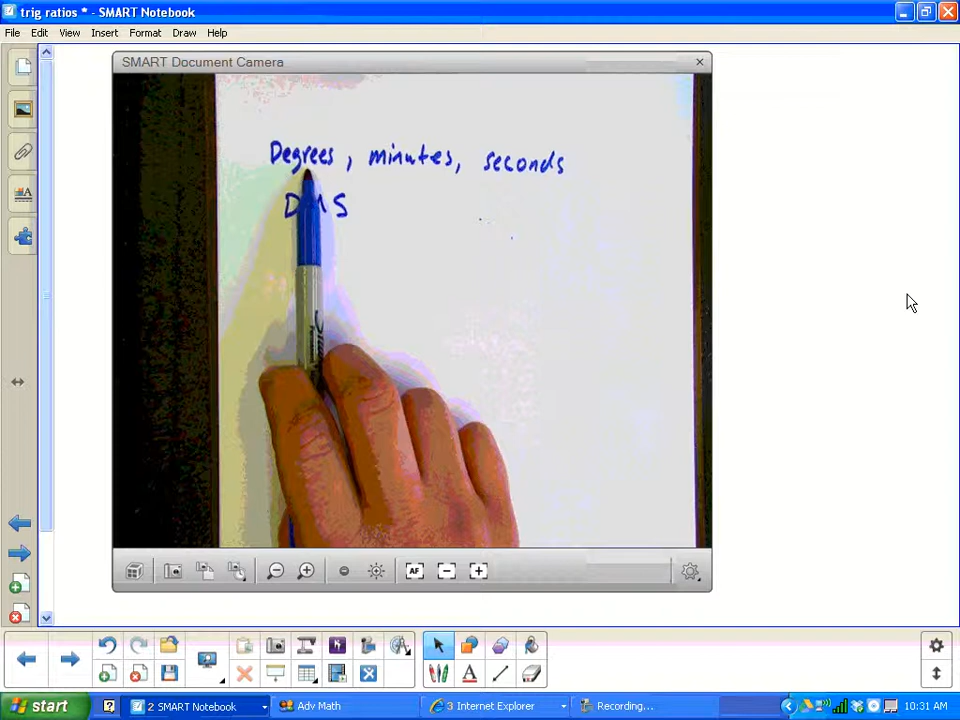 trig ratios * - SMART Notebook
File Edit View Insert Format Draw Help
SMART Document Camera
Degrees, minutes, seconds
DMS
AF
start
2 SMART Notebook
Adv Math
3 Internet Explorer
Recording...
10:31 AM